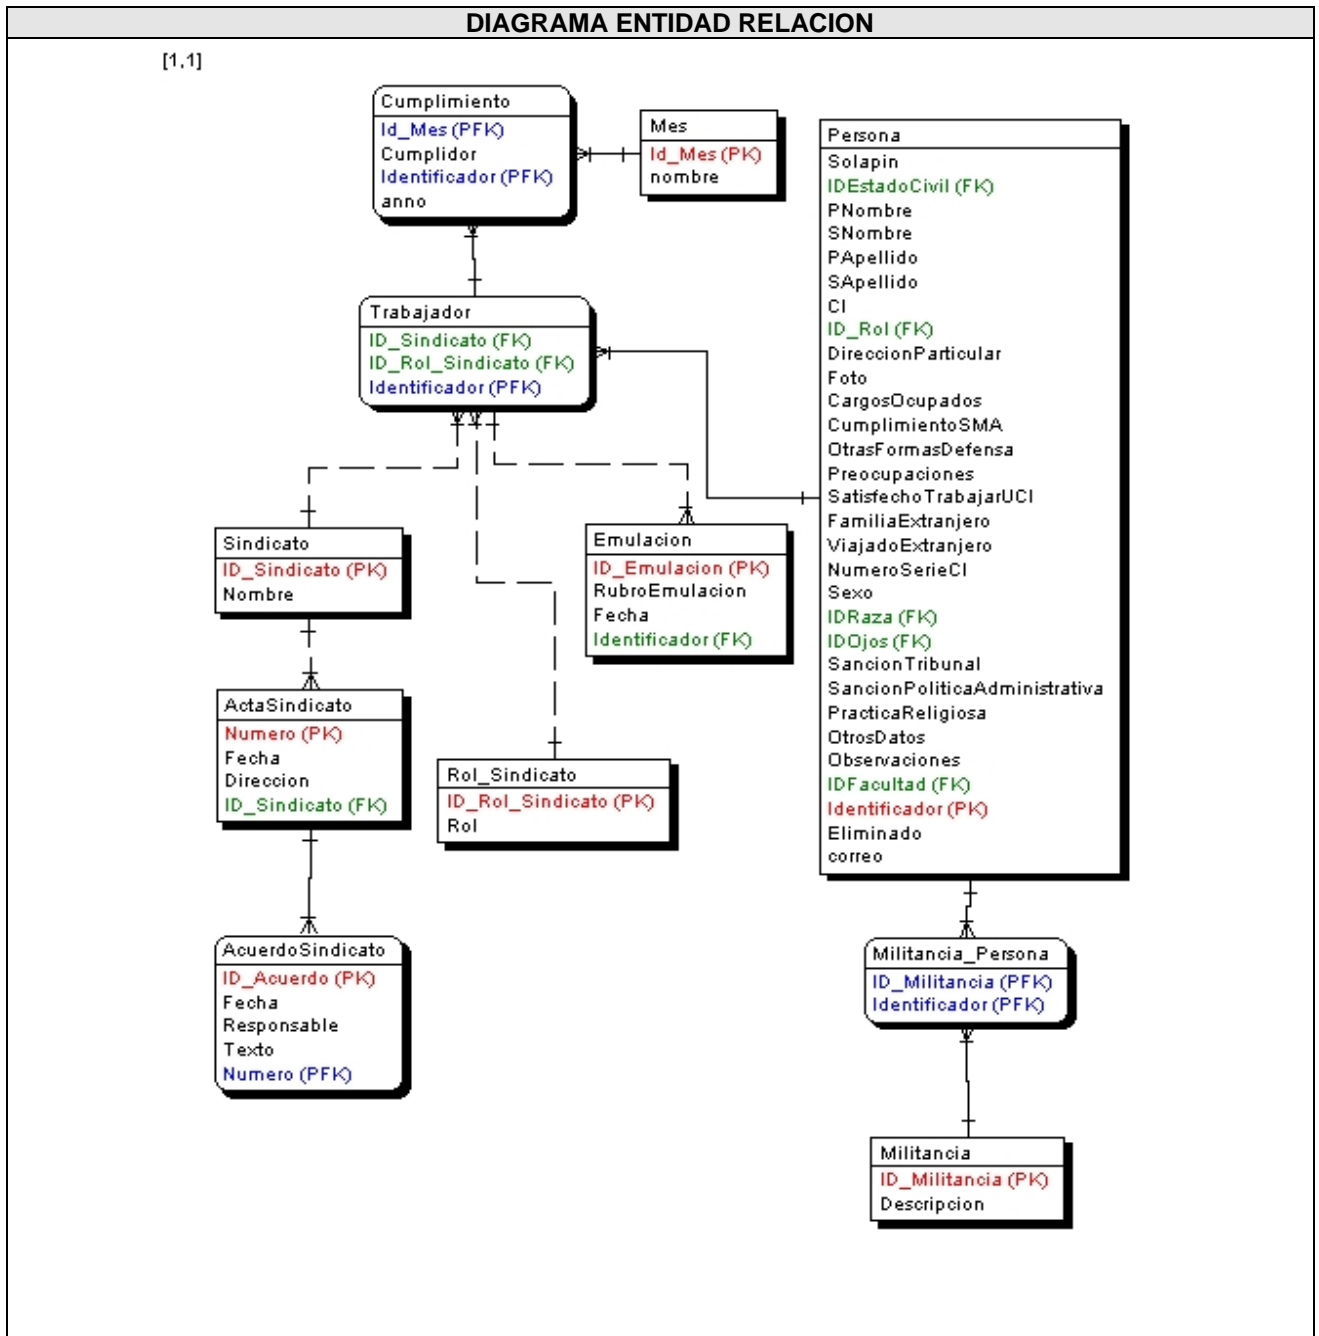 DIAGRAMA ENTIDAD RELACION
[1,1]
Cumplimiento
Id_Mes (PFK)
Cumplidor
Identificador (PFK)
anno
Mes
Id_Mes (PK)
nombre
Persona
Solapin
IDEstadoCivil (FK)
PNombre
SNombre
PApellido
SApellido
CI
ID_Rol (FK)
DireccionParticular
Foto
CargosOcupados
CumplimientoSMA
OtrasFormasDefensa
Preocupaciones
SatisfechoTrabajarUCI
FamiliaExtranjero
ViajadoExtranjero
NumeroSerieCI
Sexo
IDRaza (FK)
IDOjos (FK)
SancionTribunal
SancionPoliticaAdministrativa
PracticaReligiosa
OtrosDatos
Observaciones
IDFacultad (FK)
Identificador (PK)
Eliminado
correo
Trabajador
ID_Sindicato (FK)
ID_Rol_Sindicato (FK)
Identificador (PFK)
Sindicato
ID_Sindicato (PK)
Nombre
Emulacion
ID_Emulacion (PK)
RubroEmulacion
Fecha
Identificador (FK)
ActaSindicato
Numero (PK)
Fecha
Direccion
ID_Sindicato (FK)
Rol_Sindicato
ID_Rol_Sindicato (PK)
Rol
AcuerdoSindicato
ID_Acuerdo (PK)
Fecha
Responsable
Texto
Numero (PFK)
Militancia_Persona
ID_Militancia (PFK)
Identificador (PFK)
Militancia
ID_Militancia (PK)
Descripcion